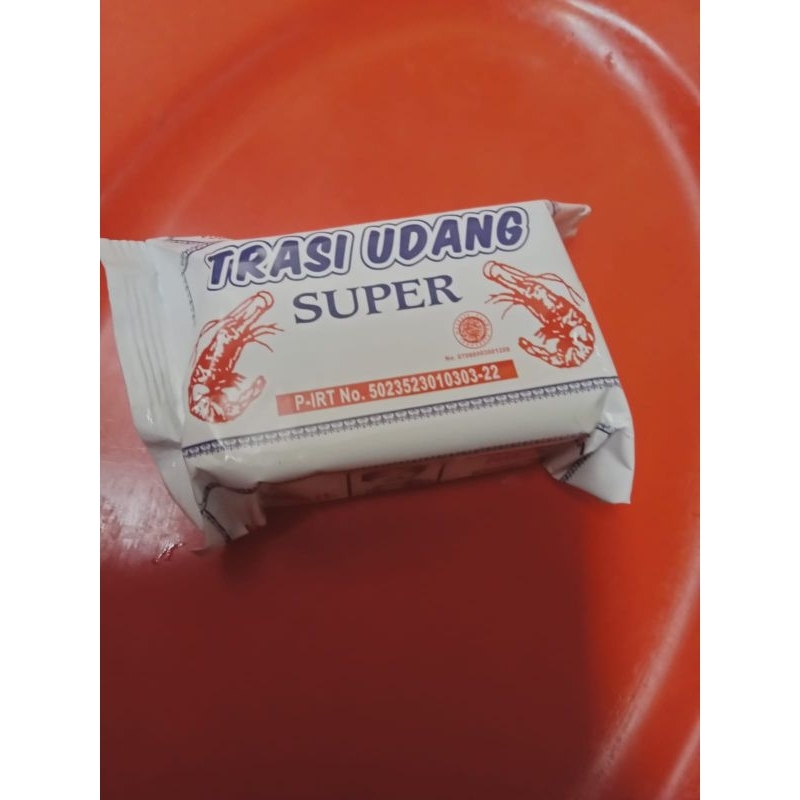 TRASI UDANG
SUPER
P-IRT No. 5023523010303-22